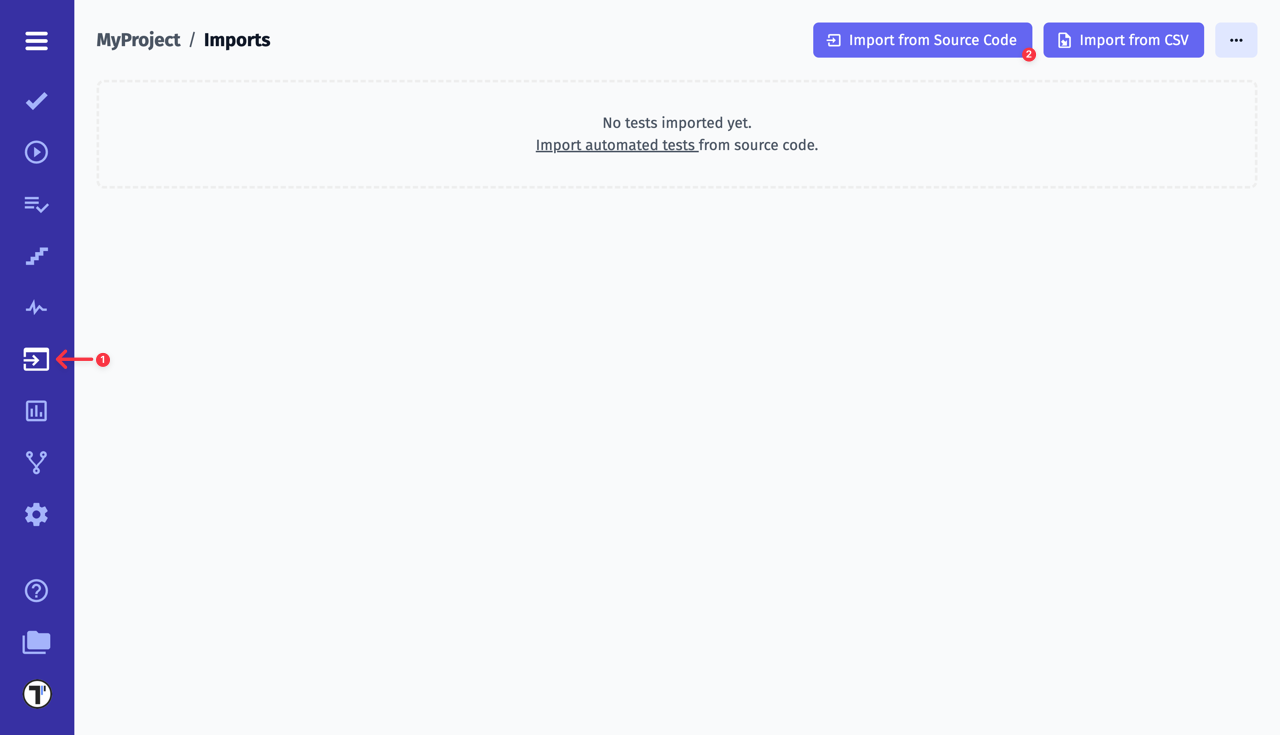 MyProject / Imports
Import from Source Code
2
Import from CSV
No tests imported yet.
Import automated tests from source code.
1